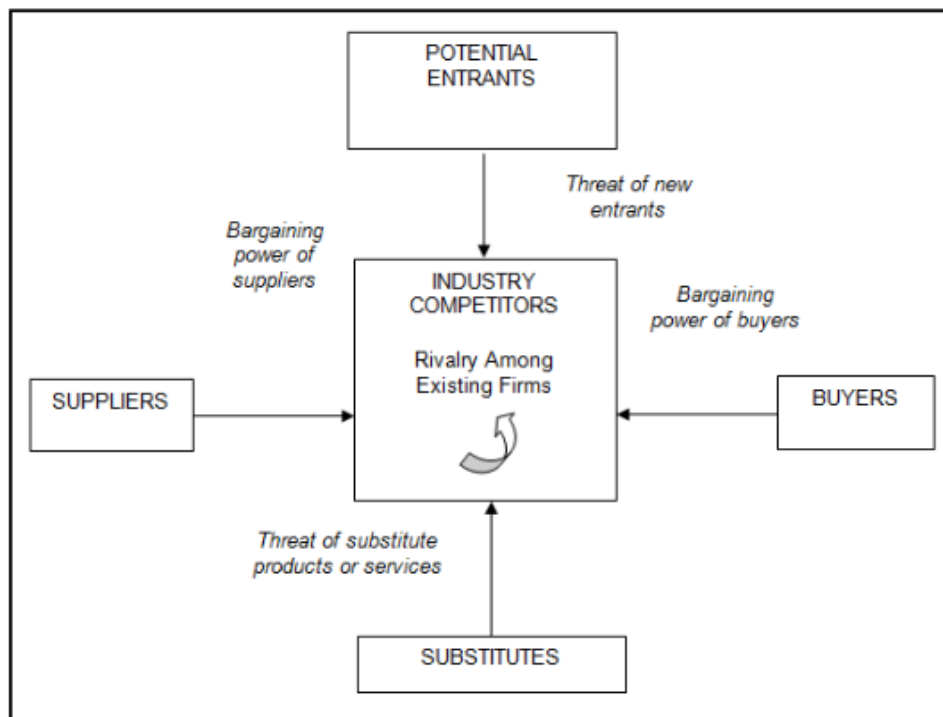 POTENTIAL
ENTRANTS
Threat of new
entrants
Bargaining
power of
suppliers
INDUSTRY
COMPETITORS
Rivalry Among
Existing Firms
Bargaining
power of buyers
SUPPLIERS
BUYERS
Threat of substitute
products or services
SUBSTITUTES